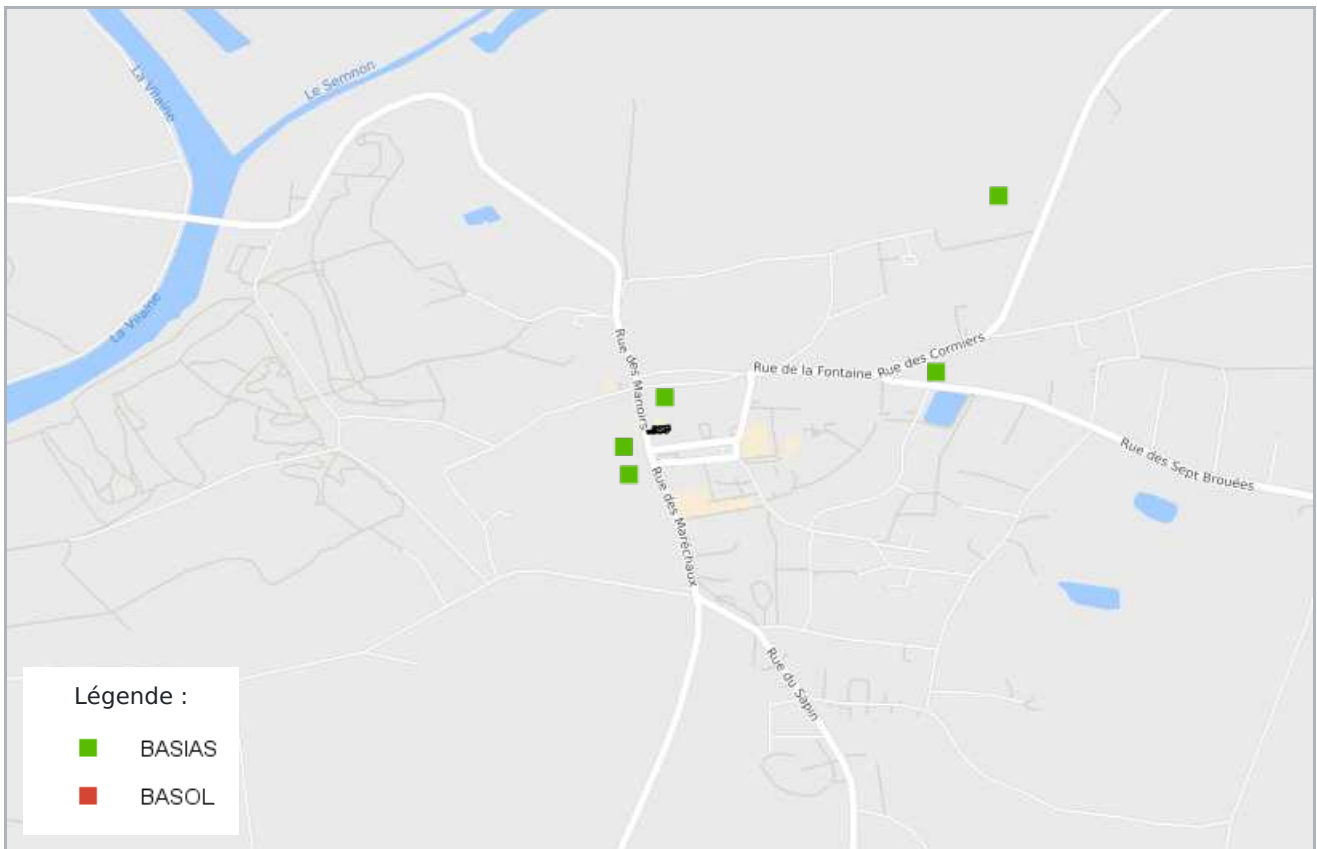 La Vilaine
Le Semnon
La Vilaine
Rue des Manoirs
Rue de la Fontaine
Rue des Cormiers
Rue des Sept Brouées
Rue des Maréchaux
Rue du Sapin
Légende :
BASIAS
BASOL